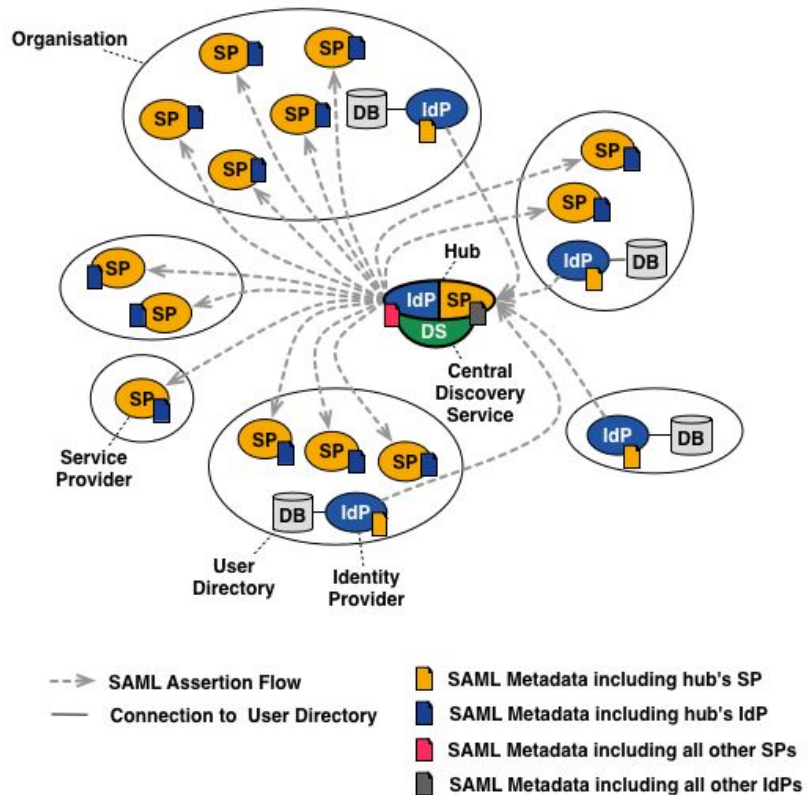 Organisation
SP
SP
SP
SP
DB
IdP
SP
SP
SP
IdP
DB
Hub
IdP
SP
DS
SP
SP
Central
Discovery
Service
SP
Service
Provider
IdP
DB
SP
SP
SP
DB
IdP
User
Directory
Identity
Provider
SAML Assertion Flow
Connection to User Directory
SAML Metadata including hub's SP
SAML Metadata including hub's IdP
SAML Metadata including all other SPs
SAML Metadata including all other IdPs